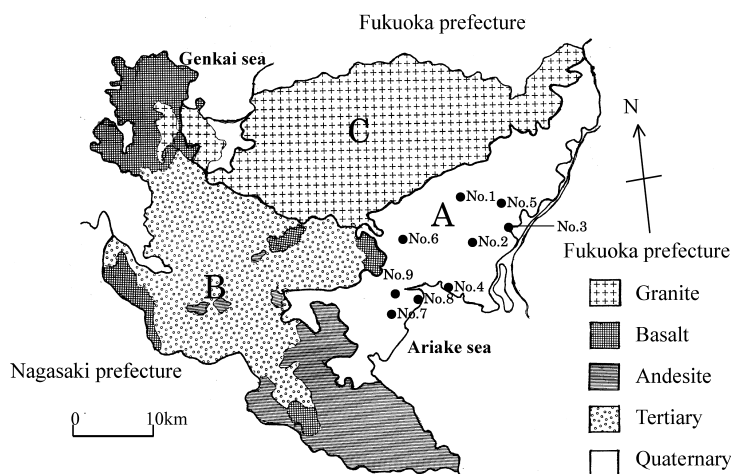 Fukuoka prefecture
Genkai sea
N
C
A
No.1
No.5
No.3
No.6
No.2
Fukuoka prefecture
No.9
No.4
B
No.8
No.7
Granite
Ariake sea
Basalt
Nagasaki prefecture
Andesite
0 10km
Tertiary
Quaternary